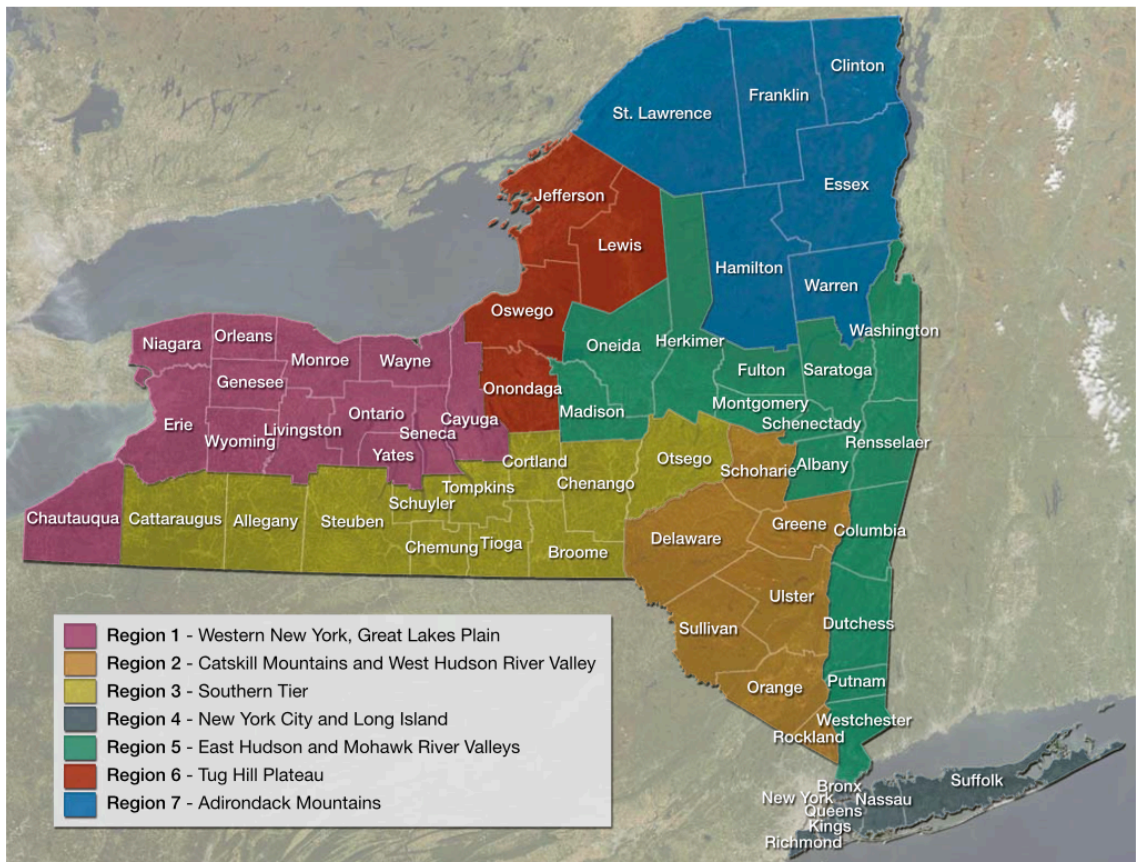 Clinton
Franklin
St. Lawrence
Essex
Jefferson
Lewis
Hamilton
Warren
Oswego
Washington
Herkimer
Oneida
Niagara
Orleans
Monroe
Wayne
Fulton
Saratoga
Genesee
Onondaga
Montgomery
Madison
Ontario
Cayuga
Schenectady
Erie
Livingston
Seneca
Wyoming
Rensselaer
Yates
Cortland
Otsego
Albany
Schoharie
Tompkins
Chenango
Schuyler
Chautauqua
Cattaraugus
Allegany
Steuben
Greene
Columbia
Delaware
Chemung
Tioga
Broome
Ulster
Dutchess
Sullivan
Putnam
Orange
Westchester
Rockland
Suffolk
Bronx
New York
Nassau
Queens
Kings
Richmond
Region 1 - Western New York, Great Lakes Plain
Region 2 - Catskill Mountains and West Hudson River Valley
Region 3 - Southern Tier
Region 4 - New York City and Long Island
Region 5 - East Hudson and Mohawk River Valleys
Region 6 - Tug Hill Plateau
Region 7 - Adirondack Mountains